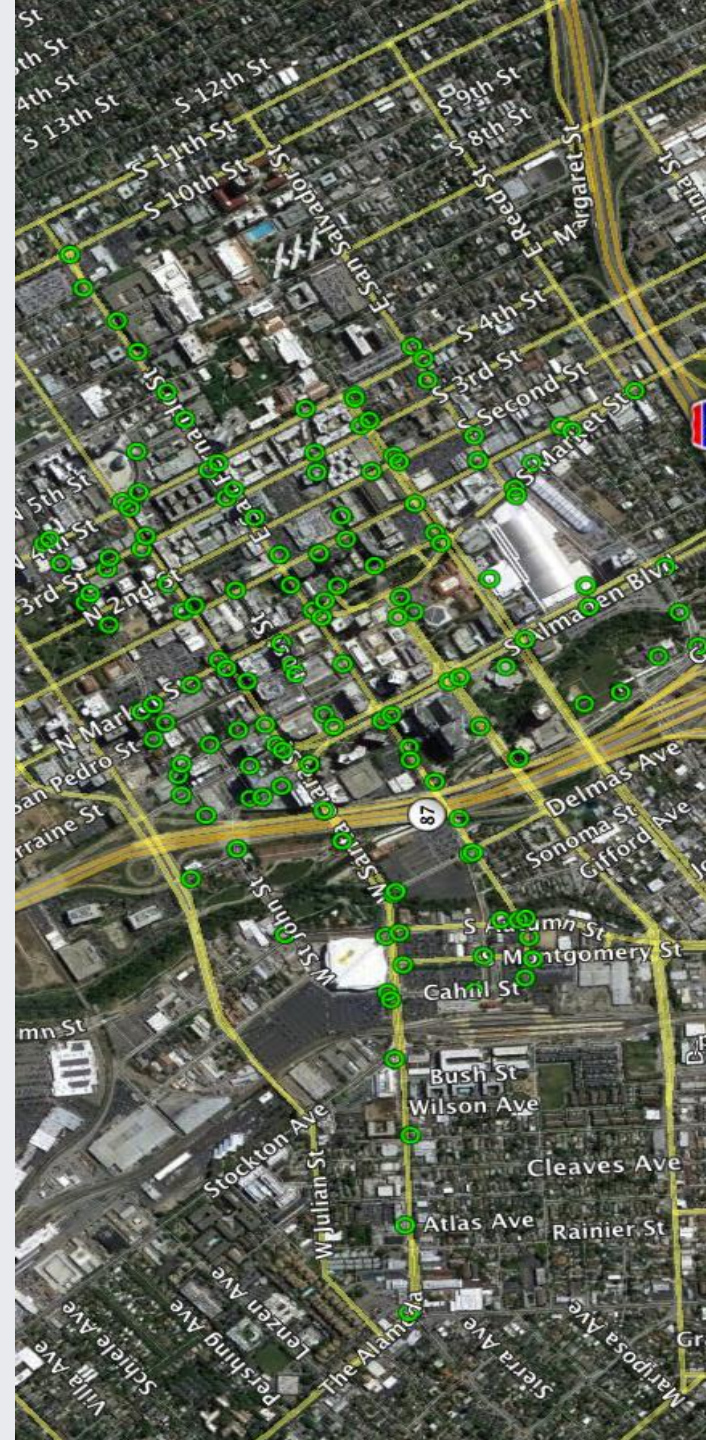 St
5th St
4th St
S 13th St
S 12th St
S 11th St
S 10th St
S 9th St
S 8th St
Margaret St
E Reed St
E San Salvador St
S 4th St
S 3rd St
S Second St
S Market St
N 5th St
N 4th St
3rd St
N 2nd St
St
S Almaden Blvd
N Market St
San Pedro St
W Santa
Delmas Ave
87
Sonoma St
Gifford Ave
W St John St
S Autumn St
S Montgomery St
Cahill St
mn St
Bush St
Wilson Ave
Stockton Ave
W Julian St
Cleaves Ave
Atlas Ave
Rainier St
Lenzen Ave
Pershing Ave
Schiele Ave
Villa Ave
The Alameda
Sierra Ave
Mariposa Ave
Gr